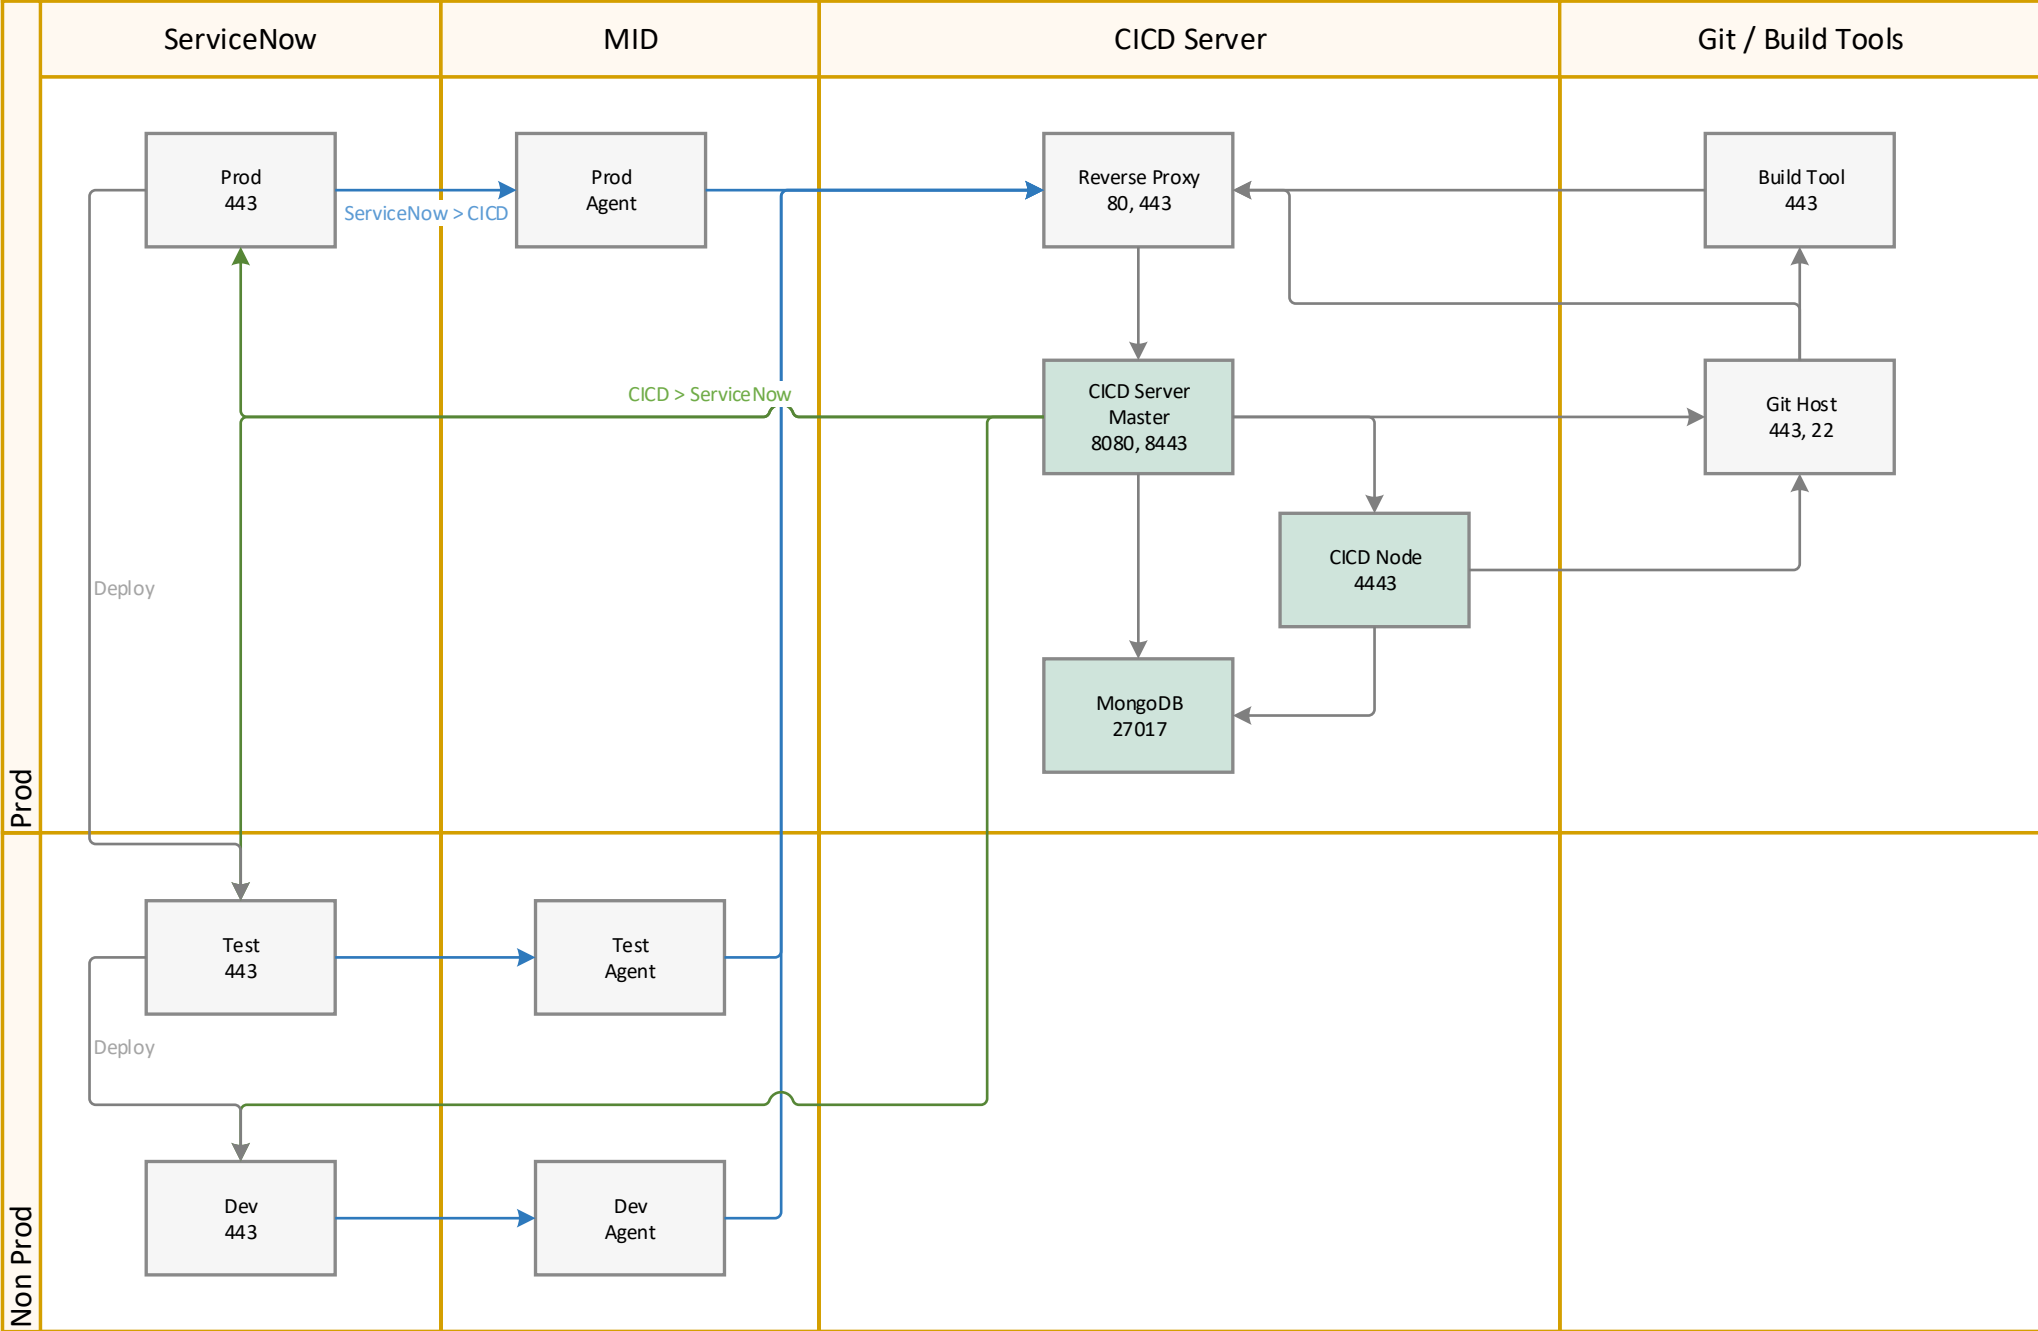 ServiceNow
MID
CICD Server
Git / Build Tools
Prod
Prod
443
ServiceNow > CICD
Prod
Agent
Reverse Proxy
80, 443
Build Tool
443
CICD > ServiceNow
CICD Server
Master
8080, 8443
Git Host
443, 22
CICD Node
4443
Deploy
MongoDB
27017
Non Prod
Test
443
Test
Agent
Deploy
Dev
443
Dev
Agent